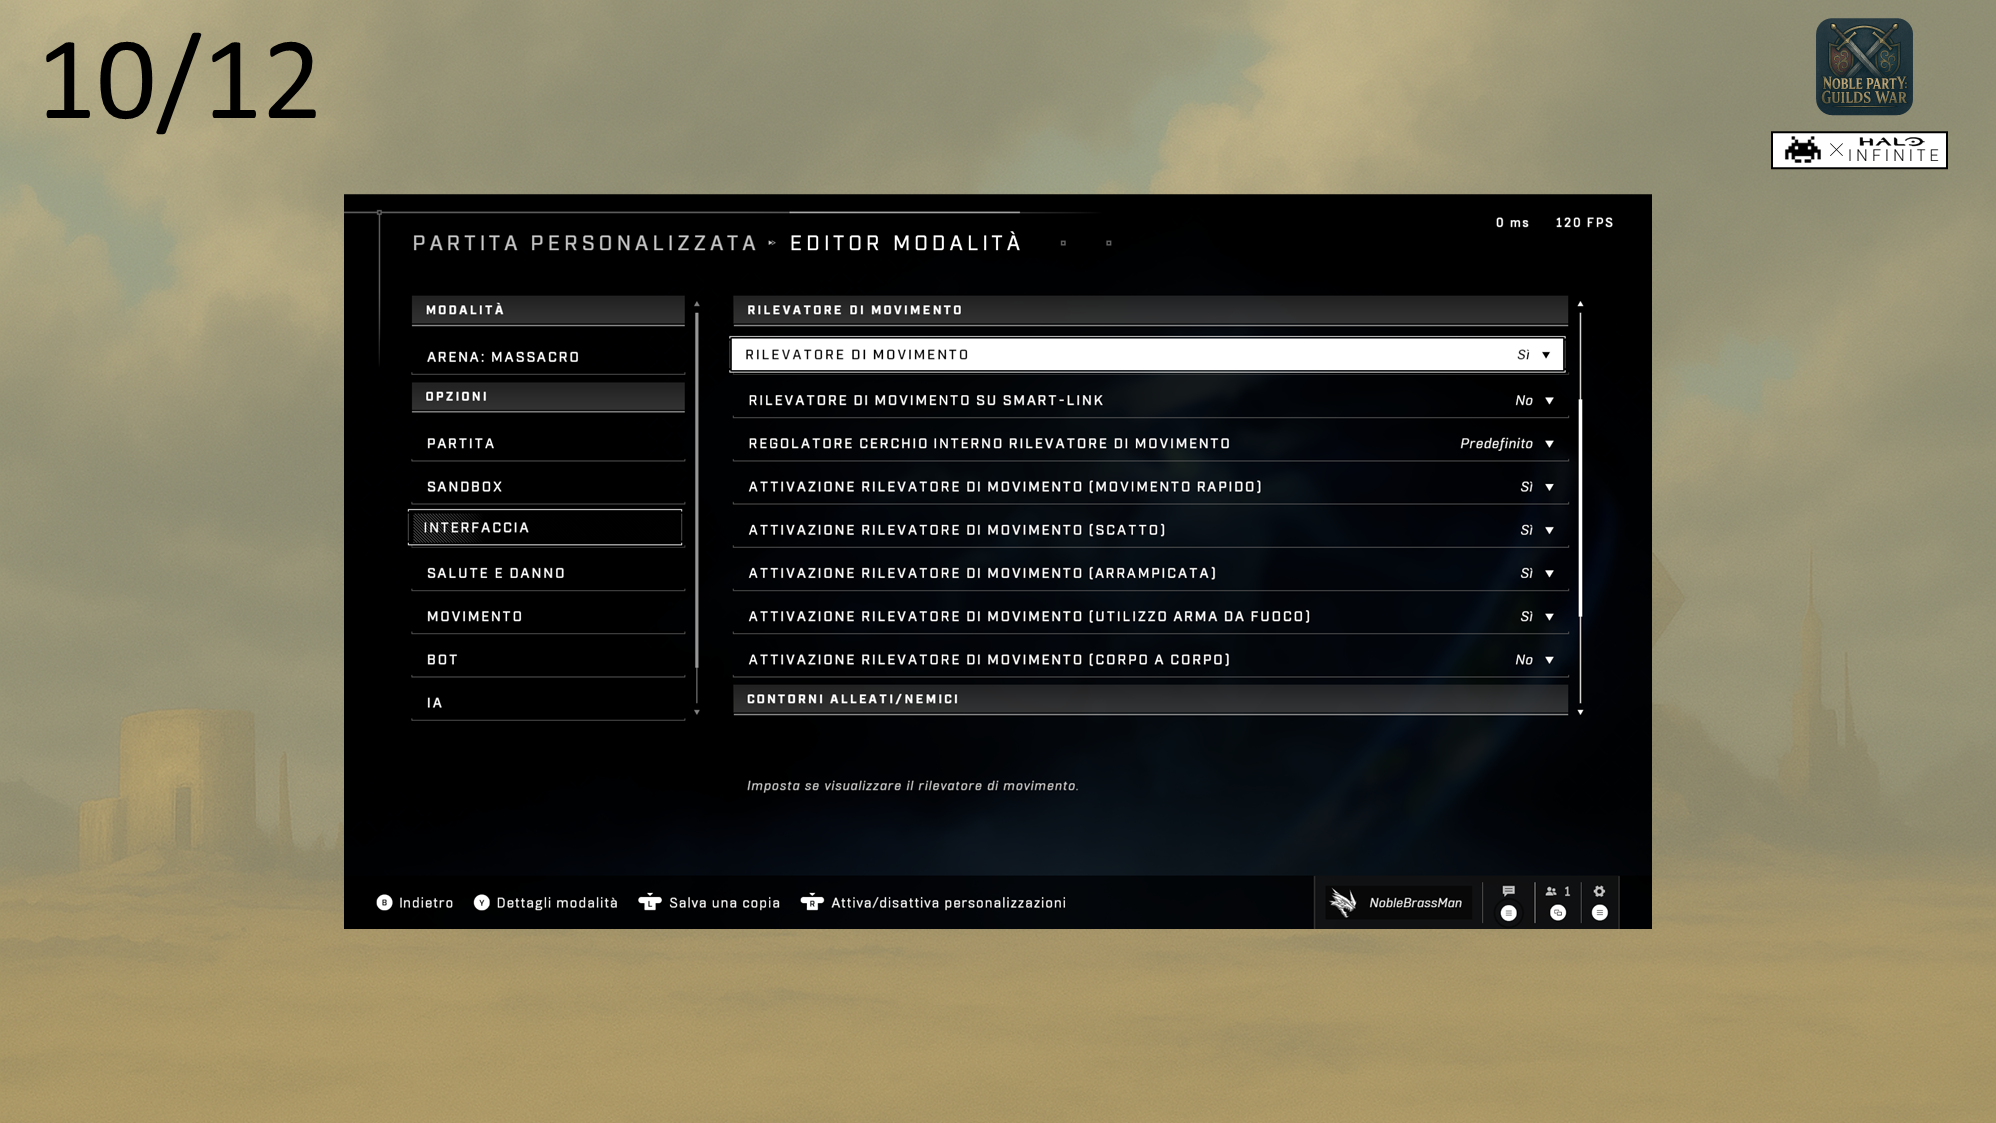 10/12
NOBLE PARTY:
GUILDS WAR
HALO
INFINITE
0 ms 120 FPS
PARTITA PERSONALIZZATA EDITOR MODALITÀ
MODALITÀ
ARENA: MASSACRO
OPZIONI
PARTITA
SANDBOX
INTERFACCIA
SALUTE E DANNO
MOVIMENTO
BOT
IA
RILEVATORE DI MOVIMENTO
RILEVATORE DI MOVIMENTO Sì
RILEVATORE DI MOVIMENTO SU SMART-LINK No
REGOLATORE CERCHIO INTERNO RILEVATORE DI MOVIMENTO Predefinito
ATTIVAZIONE RILEVATORE DI MOVIMENTO (MOVIMENTO RAPIDO) Sì
ATTIVAZIONE RILEVATORE DI MOVIMENTO (SCATTO) Sì
ATTIVAZIONE RILEVATORE DI MOVIMENTO (ARRAMPICATA) Sì
ATTIVAZIONE RILEVATORE DI MOVIMENTO (UTILIZZO ARMA DA FUOCO) Sì
ATTIVAZIONE RILEVATORE DI MOVIMENTO (CORPO A CORPO) No
CONTORNI ALLEATI/NEMICI
Imposta se visualizzare il rilevatore di movimento.
B Indietro Y Dettagli modalità L Salva una copia R Attiva/disattiva personalizzazioni
NobleBrassMan 1